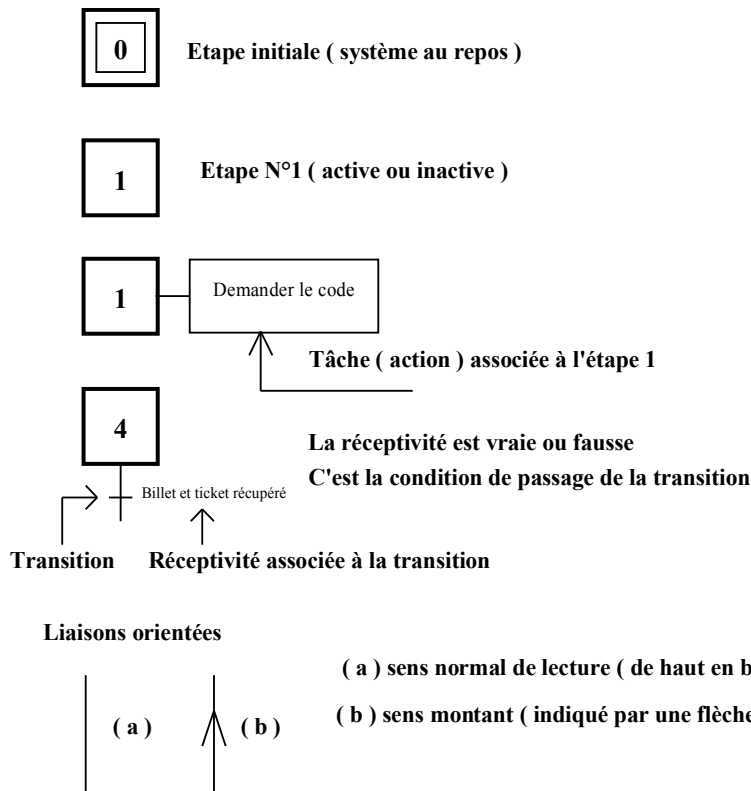 0 Etape initiale ( système au repos )
1 Etape N°1 ( active ou inactive )
1 Demander le code
Tâche ( action ) associée à l'étape 1
4
La réceptivité est vraie ou fausse
C'est la condition de passage de la transition
Billet et ticket récupéré
Transition Réceptivité associée à la transition
Liaisons orientées
( a ) sens normal de lecture ( de haut en b
( a ) ( b ) ( b ) sens montant ( indiqué par une flèche